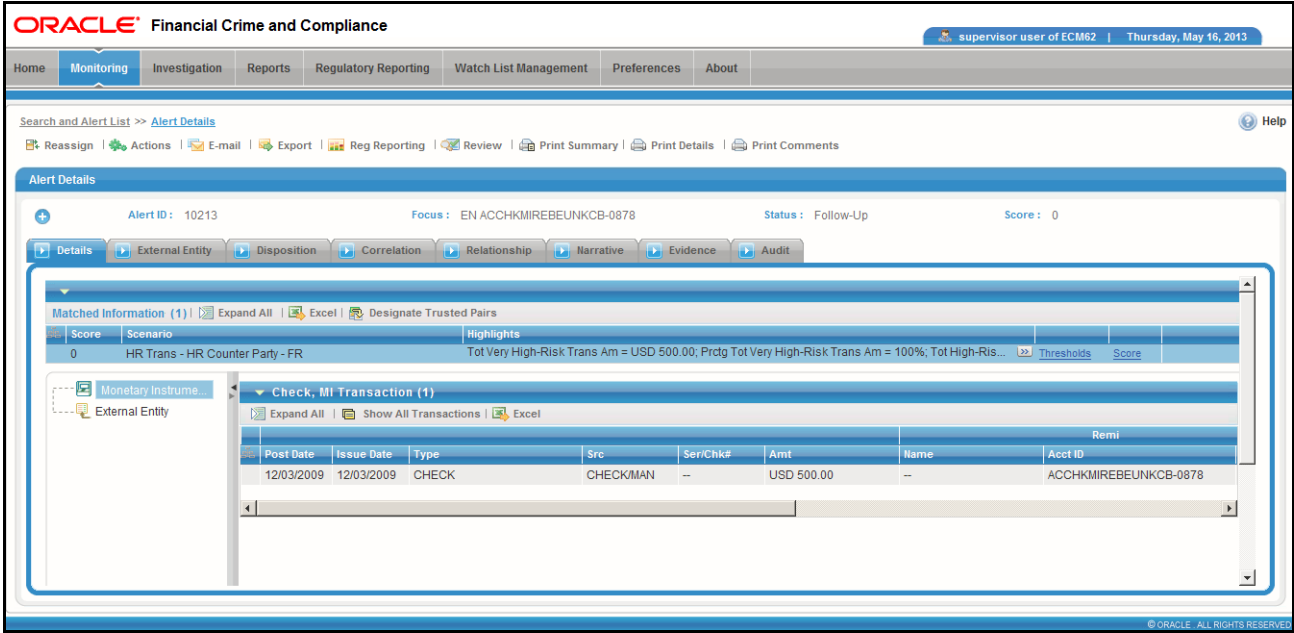 ORACLE Financial Crime and Compliance
supervisor user of ECM62 | Thursday, May 16, 2013
Home Monitoring Investigation Reports Regulatory Reporting Watch List Management Preferences About
Search and Alert List >> Alert Details
Help
Reassign | Actions | E-mail | Export | Reg Reporting | Review | Print Summary | Print Details | Print Comments
Alert Details
Alert ID : 10213 Focus : EN ACCHKMIREBEUNKCB-0878 Status : Follow-Up Score : 0
Details External Entity Disposition Correlation Relationship Narrative Evidence Audit
Matched Information (1) | Expand All | Excel | Designate Trusted Pairs
Score Scenario Highlights
0 HR Trans - HR Counter Party - FR Tot Very High-Risk Trans Am = USD 500.00; Prctg Tot Very High-Risk Trans Am = 100%; Tot High-Ris... >> Thresholds Score
Monetary Instrume...
External Entity
Check, MI Transaction (1)
Expand All | Show All Transactions | Excel
Remi
Post Date Issue Date Type Src Ser/Chk# Amt Name Acct ID
12/03/2009 12/03/2009 CHECK CHECK/MAN -- USD 500.00 -- ACCHKMIREBEUNKCB-0878
© ORACLE . ALL RIGHTS RESERVED